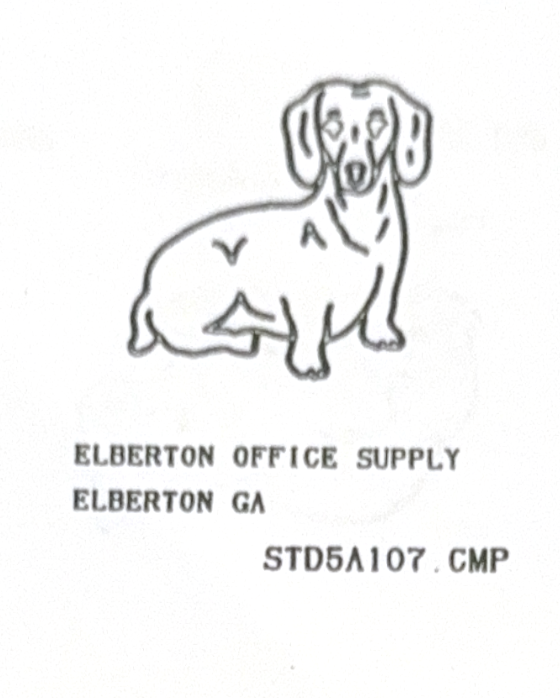 ELBERTON OFFICE SUPPLY
ELBERTON GA
STD5A107.CMP